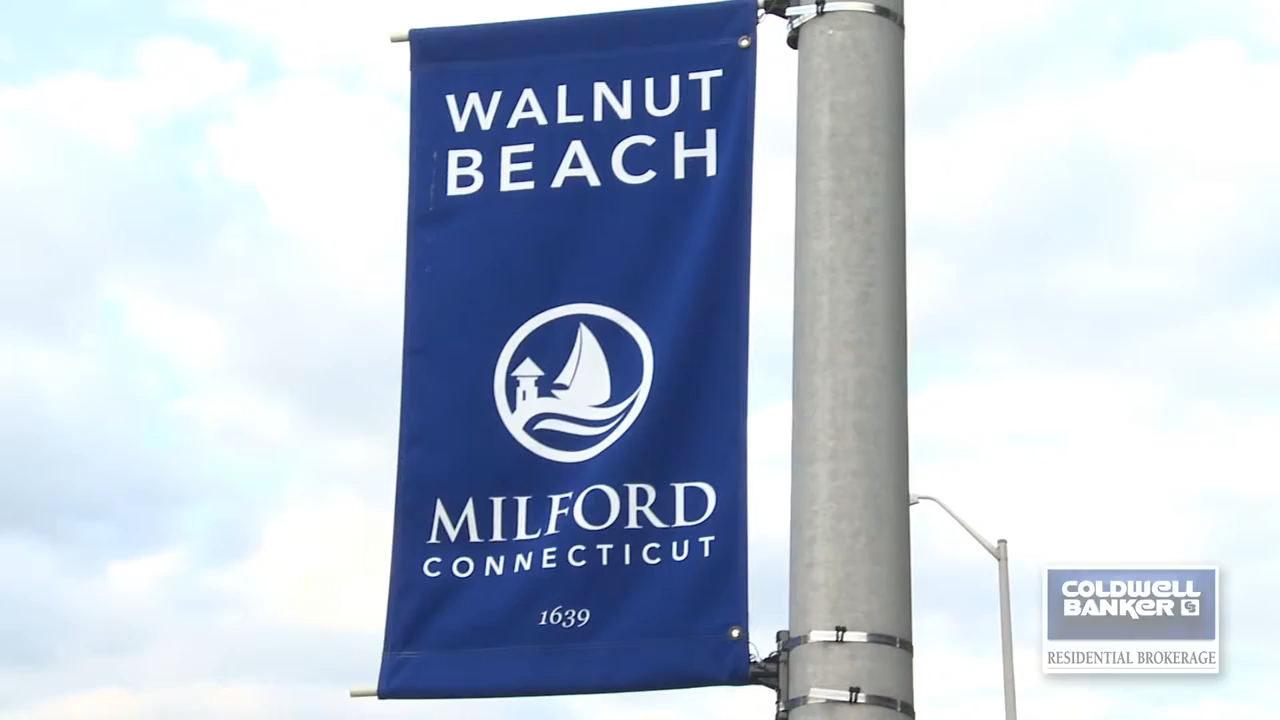 WALNUT
BEACH
MILFORD
CONNECTICUT
1639
COLDWELL
BANKER
RESIDENTIAL BROKERAGE